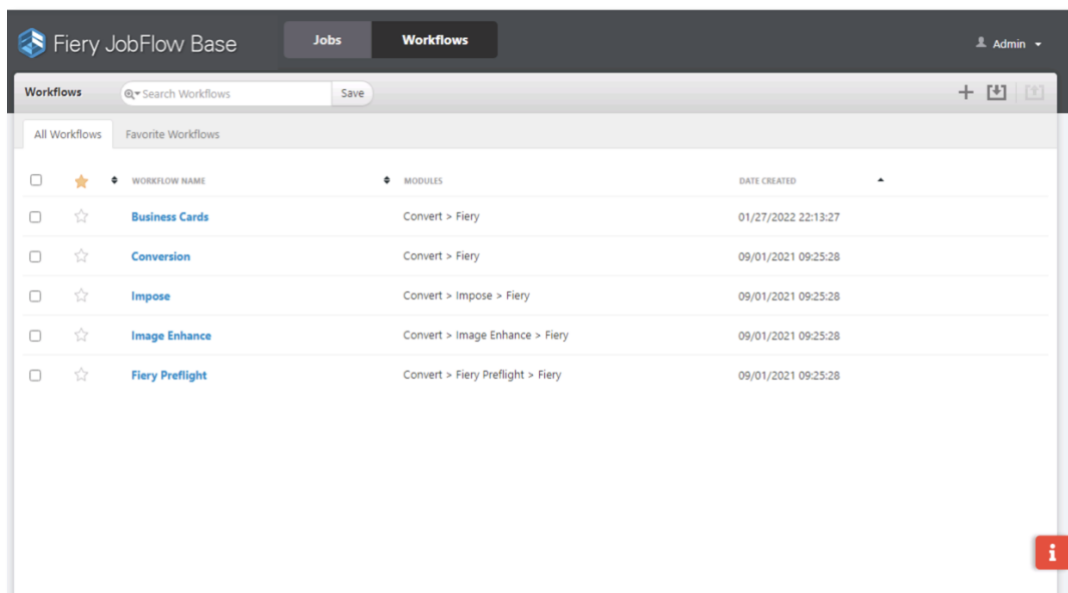 Fiery JobFlow Base
Jobs
Workflows
Admin
Workflows
Search Workflows
Save
All Workflows
Favorite Workflows
WORKFLOW NAME
MODULES
DATE CREATED
Business Cards
Convert > Fiery
01/27/2022 22:13:27
Conversion
Convert > Fiery
09/01/2021 09:25:28
Impose
Convert > Impose > Fiery
09/01/2021 09:25:28
Image Enhance
Convert > Image Enhance > Fiery
09/01/2021 09:25:28
Fiery Preflight
Convert > Fiery Preflight > Fiery
09/01/2021 09:25:28
i